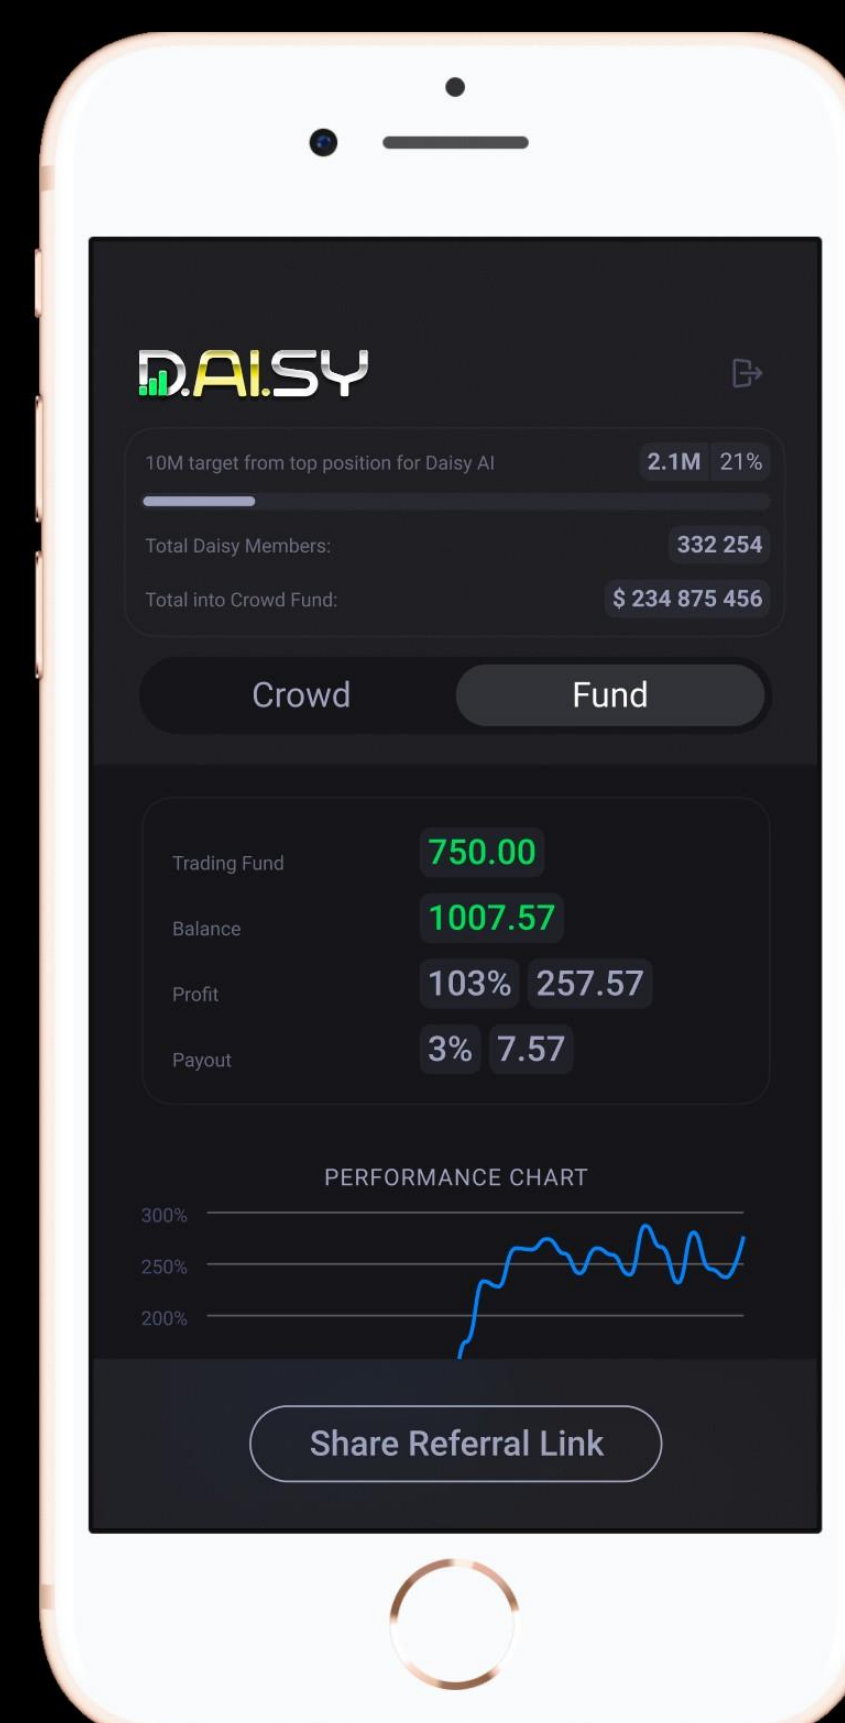 D.AI.SY
10M target from top position for Daisy AI 2.1M 21%
Total Daisy Members: 332 254
Total into Crowd Fund: $ 234 875 456
Crowd Fund
Trading Fund 750.00
Balance 1007.57
Profit 103% 257.57
Payout 3% 7.57
PERFORMANCE CHART
300%
250%
200%
Share Referral Link